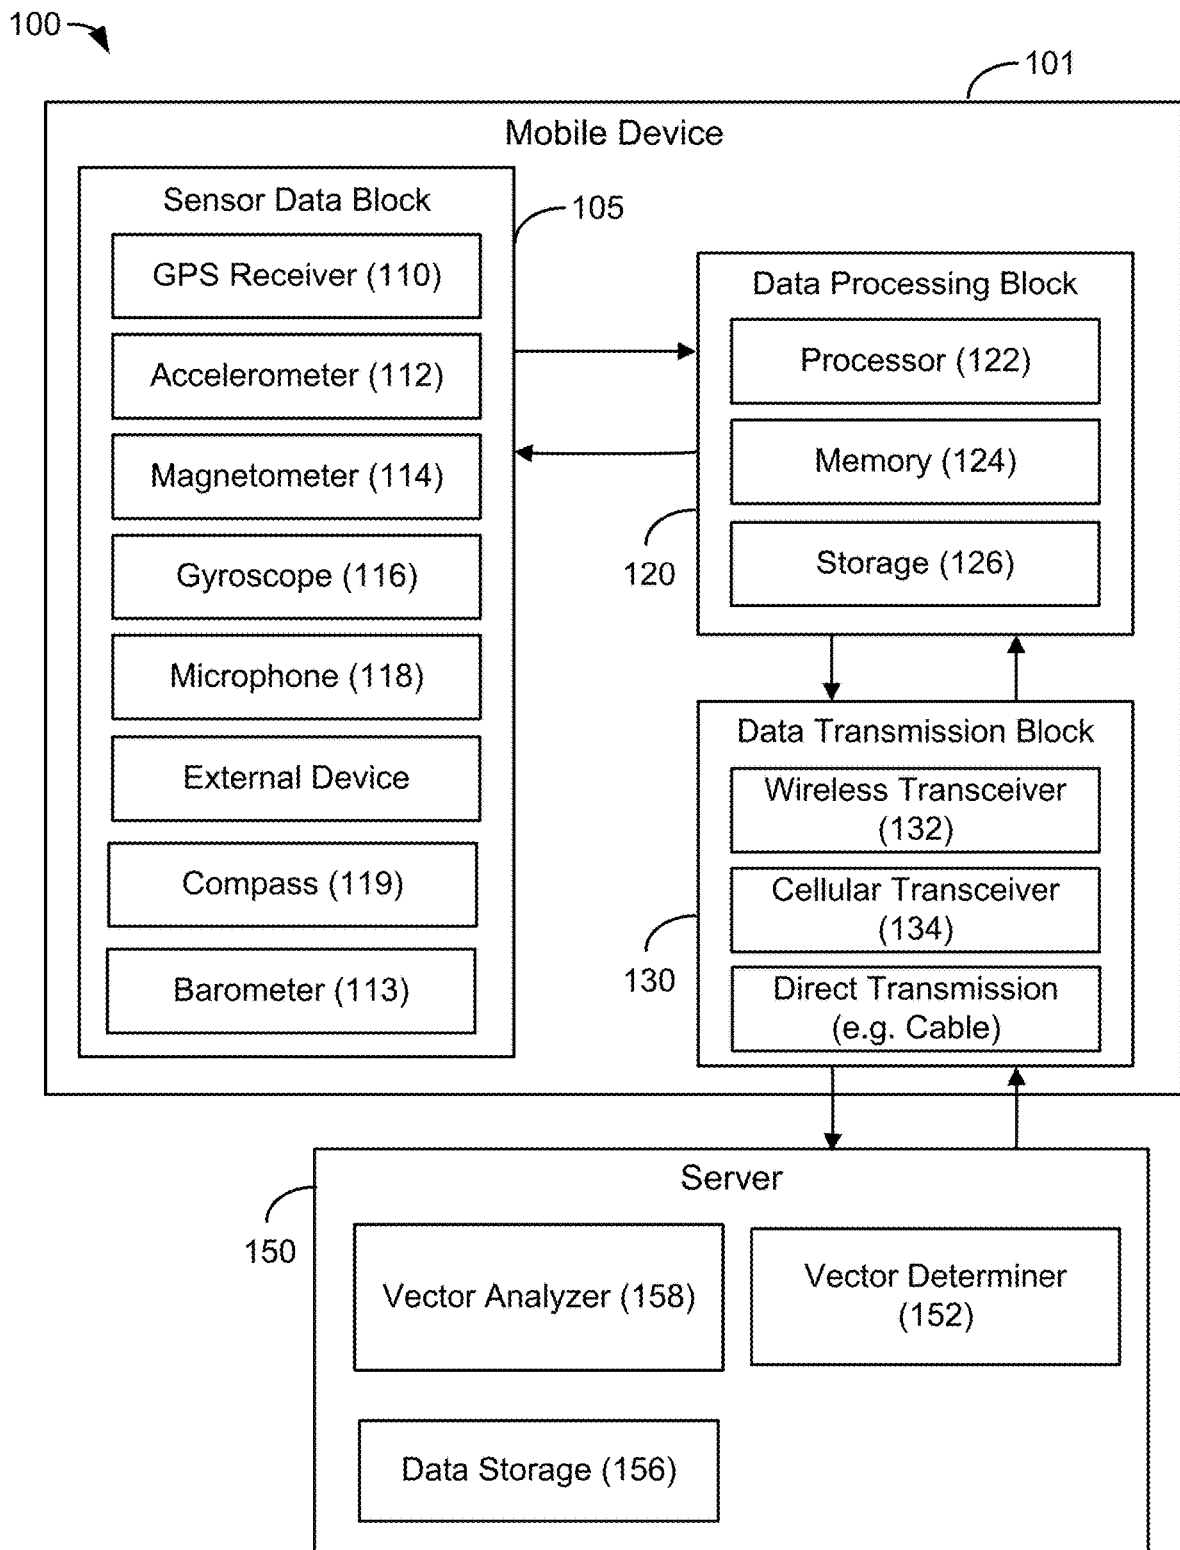 100
101
Mobile Device
Sensor Data Block
105
GPS Receiver (110)
Accelerometer (112)
Magnetometer (114)
Gyroscope (116)
Microphone (118)
External Device
Compass (119)
Barometer (113)
Data Processing Block
Processor (122)
Memory (124)
Storage (126)
120
Data Transmission Block
Wireless Transceiver
(132)
Cellular Transceiver
(134)
Direct Transmission
(e.g. Cable)
130
Server
150
Vector Analyzer (158)
Vector Determiner
(152)
Data Storage (156)